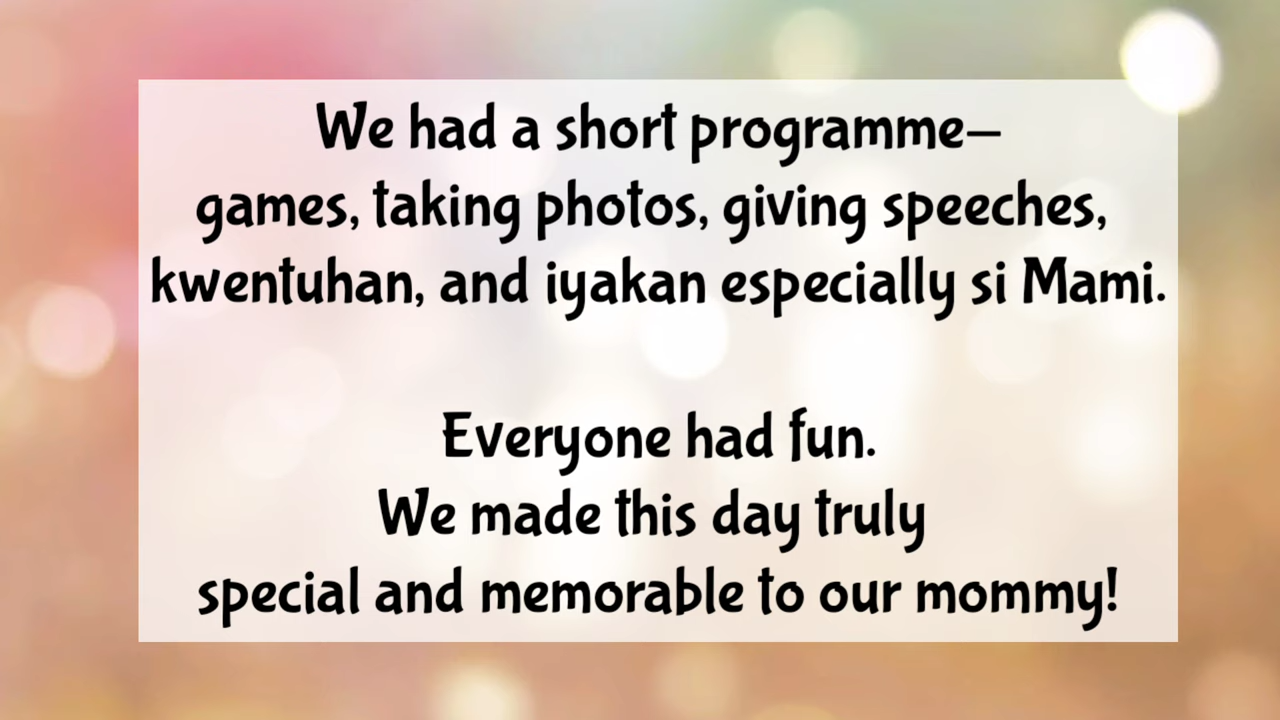 We had a short programme—
games, taking photos, giving speeches,
kwentuhan, and iyakan especially si Mami.
Everyone had fun.
We made this day truly
special and memorable to our mommy!